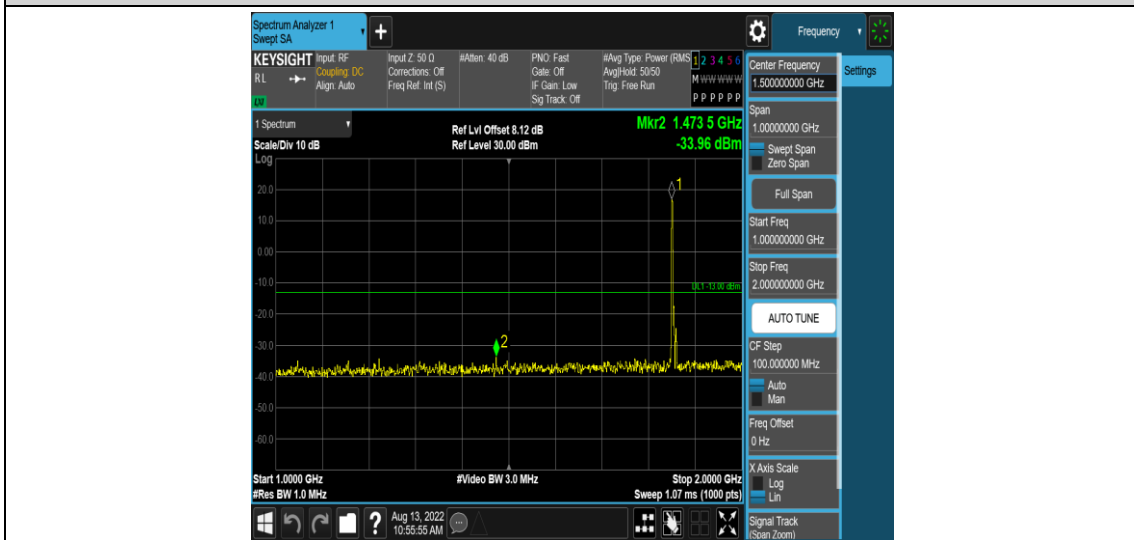 Spectrum Analyzer 1
Swept SA
+
Frequency
KEYSIGHT
RL
LXI
Input: RF
Coupling: DC
Align: Auto
Input Z: 50 Ω
Corrections: Off
Freq Ref: Int (S)
#Atten: 40 dB
PNO: Fast
Gate: Off
IF Gain: Low
Sig Track: Off
#Avg Type: Power (RMS
Avg|Hold: 50/50
Trig: Free Run
1 2 3 4 5 6
M W W W W W
P P P P P P
1 Spectrum
Scale/Div 10 dB
Log
Ref Lvl Offset 8.12 dB
Ref Level 30.00 dBm
Mkr2 1.473 5 GHz
-33.96 dBm
1
20.0
10.0
0.00
-10.0
DL1 -13.00 dBm
-20.0
-30.0
2
-40.0
-50.0
-60.0
Start 1.0000 GHz
#Res BW 1.0 MHz
#Video BW 3.0 MHz
Stop 2.0000 GHz
Sweep 1.07 ms (1000 pts)
?
Aug 13, 2022
10:55:55 AM
Center Frequency
1.500000000 GHz
Settings
Span
1.00000000 GHz
Swept Span
Zero Span
Full Span
Start Freq
1.000000000 GHz
Stop Freq
2.000000000 GHz
AUTO TUNE
CF Step
100.000000 MHz
Auto
Man
Freq Offset
0 Hz
X Axis Scale
Log
Lin
Signal Track
(Span Zoom)